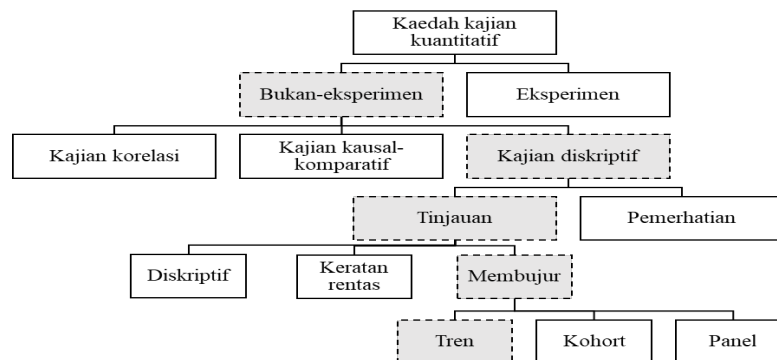 Kaedah kajian
kuantitatif
Bukan-eksperimen
Eksperimen
Kajian korelasi
Kajian kausal-
komparatif
Kajian diskriptif
Tinjauan
Pemerhatian
Diskriptif
Keratan
rentas
Membujur
Tren
Kohort
Panel